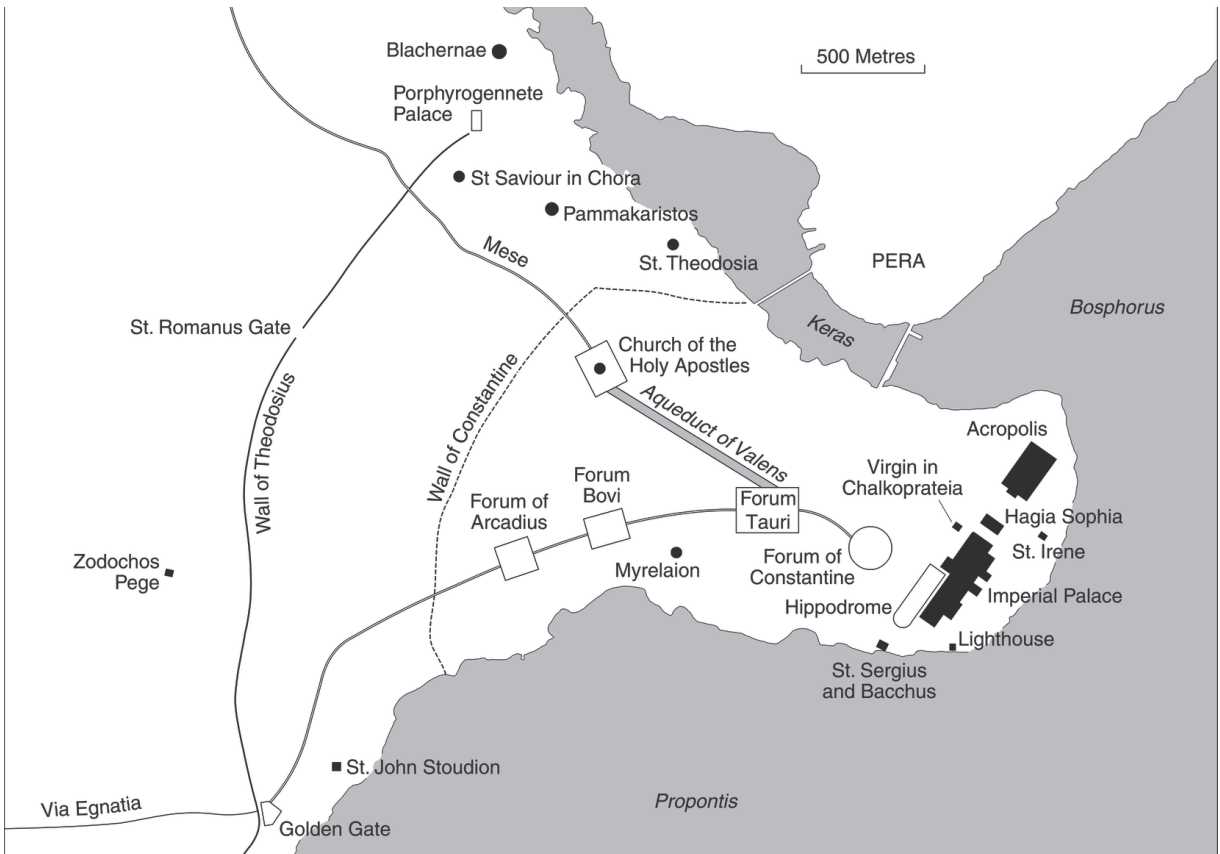 Blachernae
500 Metres
Porphyrogennete
Palace
St Saviour in Chora
Pammakaristos
Mese
St. Theodosia
PERA
Bosphorus
St. Romanus Gate
Keras
Church of the
Holy Apostles
Wall of Theodosius
Wall of Constantine
Aqueduct of Valens
Acropolis
Virgin in
Chalkoprateia
Forum
Bovi
Forum of
Arcadius
Forum
Tauri
Hagia Sophia
St. Irene
Zodochos
Pege
Myrelaion
Forum of
Constantine
Hippodrome
Imperial Palace
Lighthouse
St. Sergius
and Bacchus
St. John Stoudion
Via Egnatia
Propontis
Golden Gate